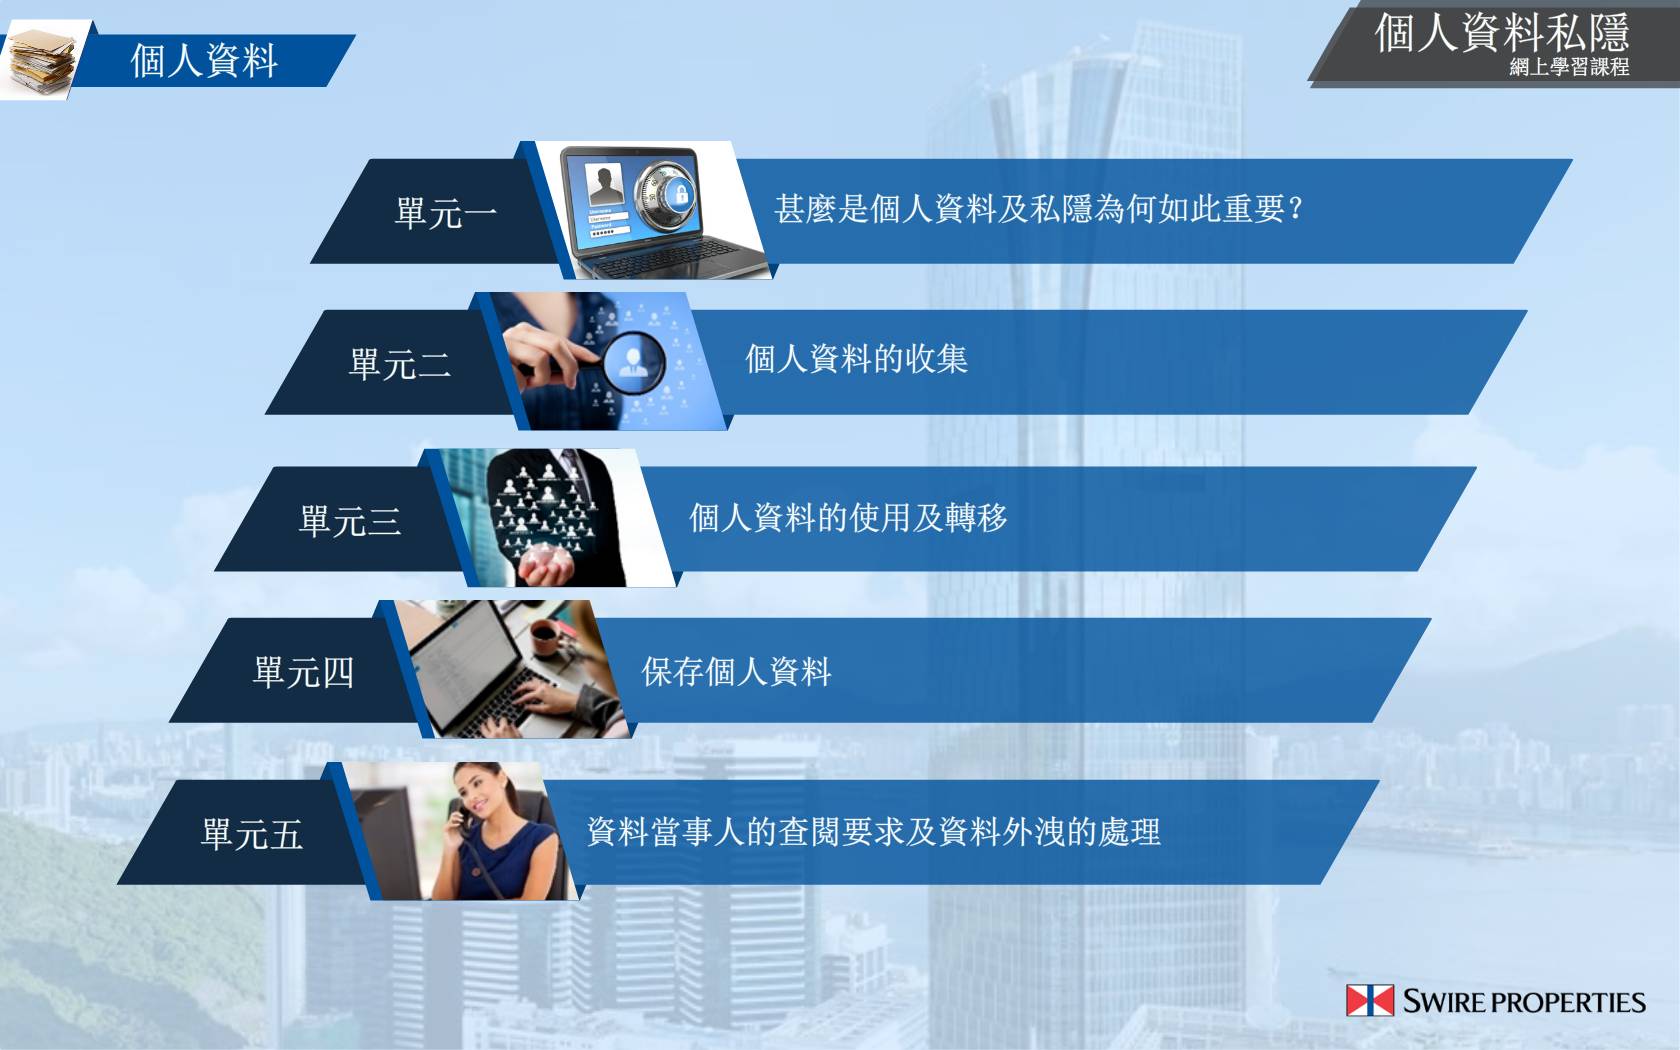 個人資料
個人資料私隱
網上學習課程
單元一
甚麼是個人資料及私隱為何如此重要?
單元二
個人資料的收集
單元三
個人資料的使用及轉移
單元四
保存個人資料
單元五
資料當事人的查閱要求及資料外洩的處理
SWIRE PROPERTIES